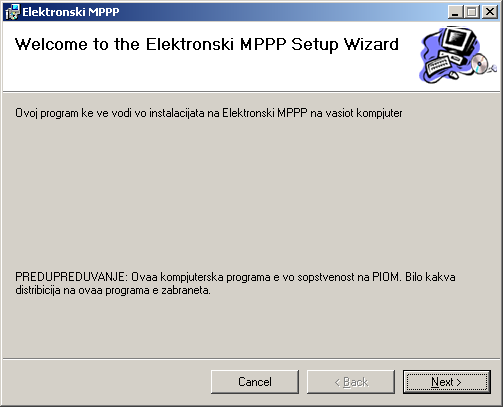 Elektronski MPPP
Welcome to the Elektronski MPPP Setup Wizard
Ovoj program ke ve vodi vo instalacijata na Elektronski MPPP na vasiot kompjuter
PREDUPREDUVANJE: Ovaa kompjuterska programa e vo sopstvenost na PIOM. Bilo kakva
distribicija na ovaa programa e zabraneta.
Cancel
< Back
Next >